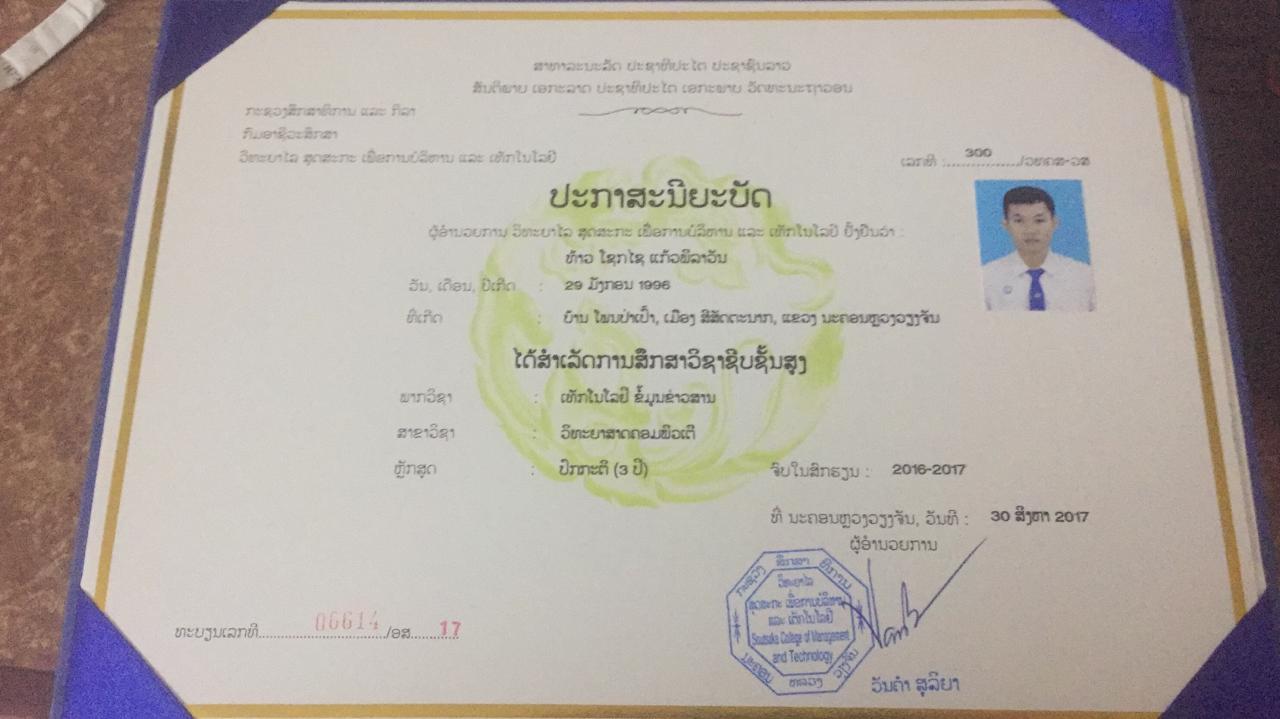 ສາທາລະນະລັດ ປະຊາທິປະໄຕ ປະຊາຊົນລາວ
ສັນຕິພາບ ເອກະລາດ ປະຊາທິປະໄຕ ເອກະພາບ ວັດທະນະຖາວອນ
ກະຊວງສຶກສາທິການ ແລະ ກິລາ
ກົມອາຊີວະສຶກສາ
ວິທະຍາໄລ ສຸດສະກະ ເພື່ອການບໍລິຫານ ແລະ ເທັກໂນໂລຢີ
ເລກທີ :.....300........../ວທຄສ-ວສ
ປະກາສະນີຍະບັດ
ຜູ້ອຳນວຍການ ວິທະຍາໄລ ສຸດສະກະ ເພື່ອການບໍລິຫານ ແລະ ເທັກໂນໂລຢີ ຢັ້ງຢືນວ່າ :
ທ້າວ ໂຊກໄຊ ແກ້ວພິລາວັນ
ວັນ, ເດືອນ, ປີເກີດ : 29 ມັງກອນ 1996
ທີ່ເກີດ : ບ້ານ ໂພນປ່າເປົ້າ, ເມືອງ ສີສັດຕະນາກ, ແຂວງ ນະຄອນຫຼວງວຽງຈັນ
ໄດ້ສຳເລັດການສຶກສາວິຊາຊີບຊັ້ນສູງ
ພາກວິຊາ : ເທັກໂນໂລຢີ ຂໍ້ມູນຂ່າວສານ
ສາຂາວິຊາ : ວິທະຍາສາດຄອມພິວເຕີ
ຫຼັກສູດ : ປົກກະຕິ (3 ປີ) ຈົບໃນສົກຮຽນ : 2016-2017
ທີ່ ນະຄອນຫຼວງວຽງຈັນ, ວັນທີ : 30 ສິງຫາ 2017
ຜູ້ອຳນວຍການ
ກະຊວງ ສຶກສາ ທິການ
ວິທະຍາໄລ
ສຸດສະກະ ເພື່ອການບໍລິຫານ
ແລະ ເຕັກໂນໂລຢີ
Soutsaka College of Management
and Technology
ນະຄອນ ຫລວງ ວຽງຈັນ
ທະບຽນເລກທີ..........06614../ອສ.....17
ວັນຄຳ ສຸລິຍາ